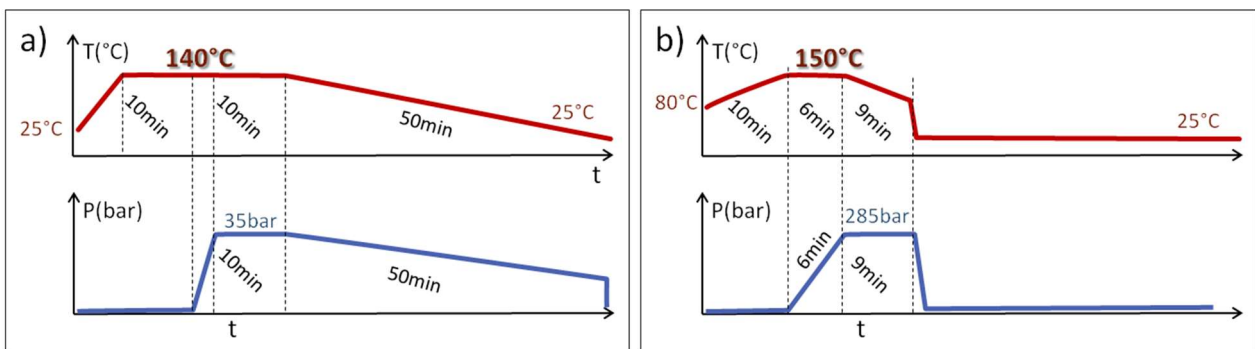 a)
T(°C)
140°C
25°C
10min
10min
50min
25°C
t
P(bar)
35bar
10min
50min
t
b)
T(°C)
150°C
80°C
10min
6min
9min
25°C
P(bar)
285bar
6min
9min
t